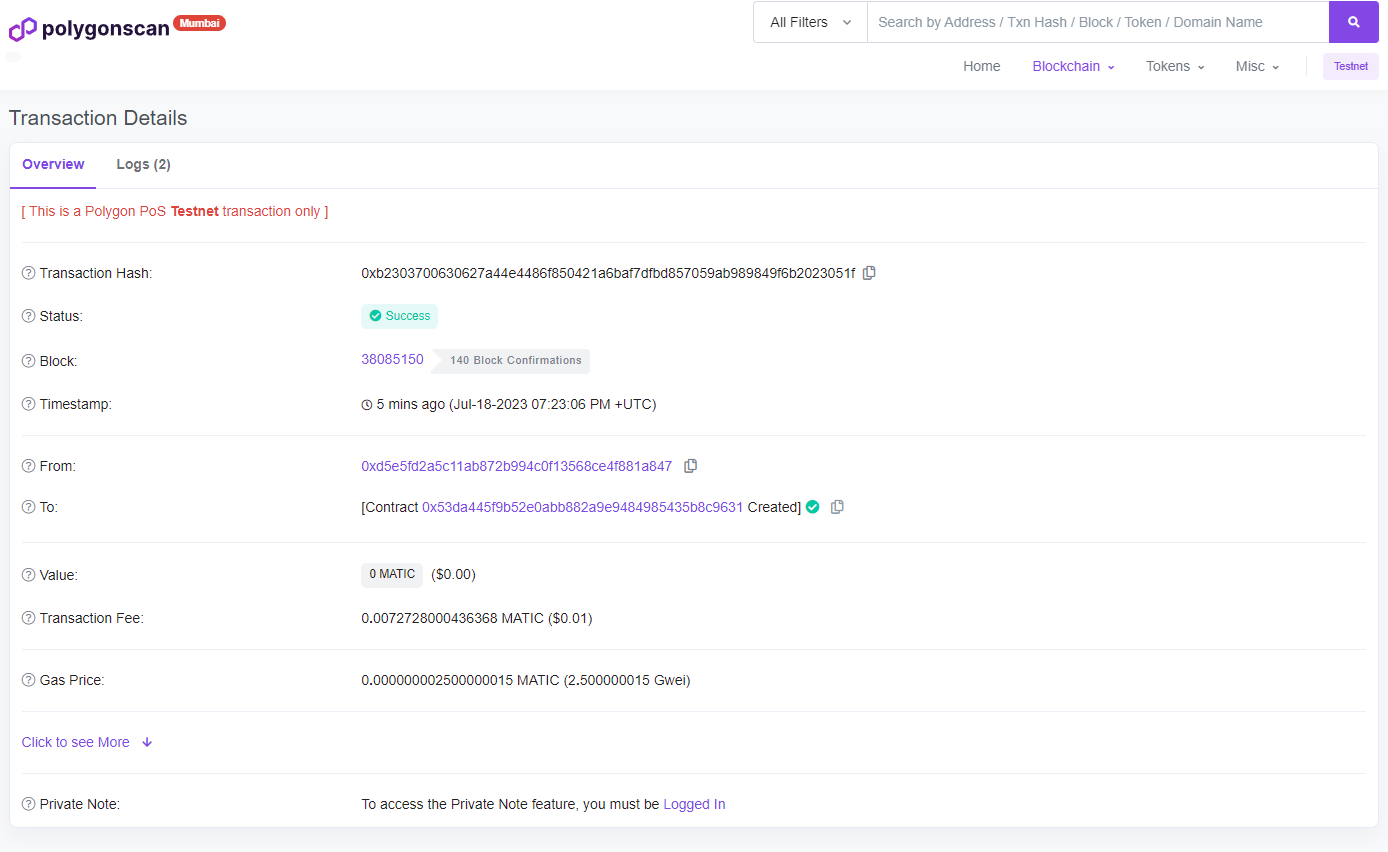 polygonscan Mumbai
All Filters
Search by Address / Txn Hash / Block / Token / Domain Name
Home Blockchain Tokens Misc Testnet
Transaction Details
Overview Logs (2)
[ This is a Polygon PoS Testnet transaction only ]
Transaction Hash: 0xb2303700630627a44e4486f850421a6baf7dfbd857059ab989849f6b2023051f
Status: Success
Block: 38085150 140 Block Confirmations
Timestamp: 5 mins ago (Jul-18-2023 07:23:06 PM +UTC)
From: 0xd5e5fd2a5c11ab872b994c0f13568ce4f881a847
To: [Contract 0x53da445f9b52e0abb882a9e9484985435b8c9631 Created]
Value: 0 MATIC ($0.00)
Transaction Fee: 0.0072728000436368 MATIC ($0.01)
Gas Price: 0.000000002500000015 MATIC (2.500000015 Gwei)
Click to see More
Private Note: To access the Private Note feature, you must be Logged In